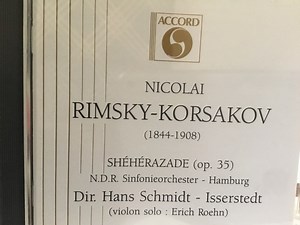 ACCORD
NICOLAI
RIMSKY-KORSAKOV
(1844-1908)
SHÉHÉRAZADE (op. 35)
N.D.R. Sinfonieorchester - Hamburg
Dir. Hans Schmidt - Isserstedt
(violon solo : Erich Roehn)